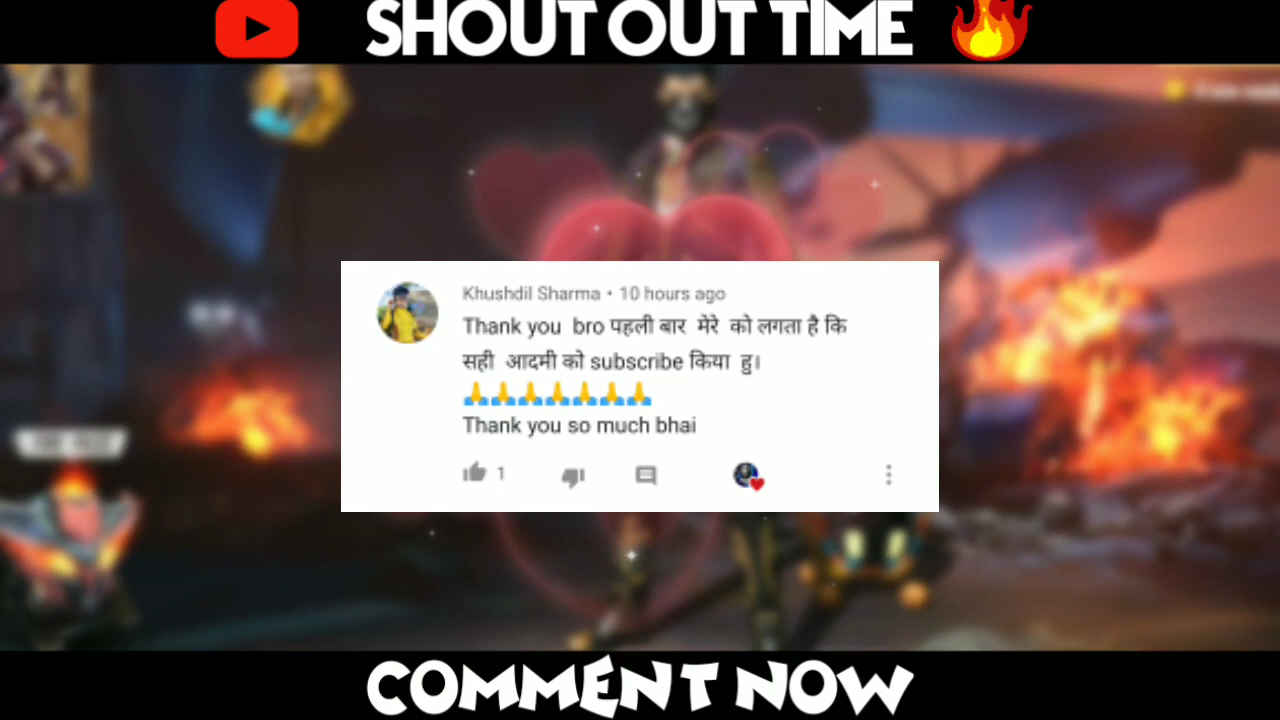 SHOUT OUT TIME 🔥
Khushdil Sharma • 10 hours ago
Thank you bro पहली बार मेरे को लगता है कि
सही आदमी को subscribe किया हु।
🙏🙏🙏🙏🙏🙏🙏
Thank you so much bhai
1
COMMENT NOW